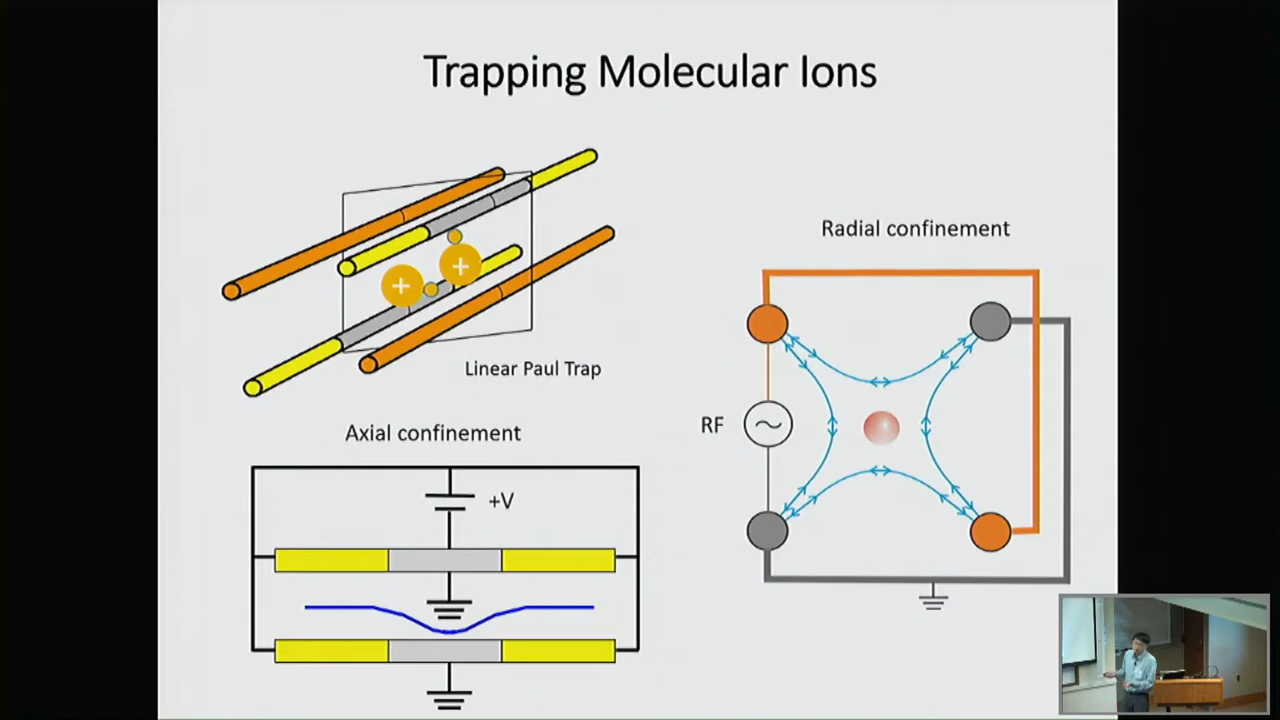 Trapping Molecular Ions
+
+
Linear Paul Trap
Radial confinement
RF
Axial confinement
+V